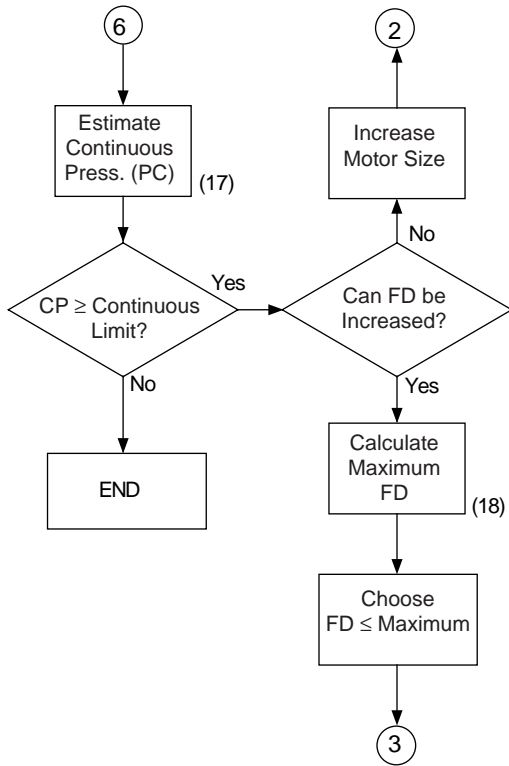 6
Estimate
Continuous
Press. (PC)
(17)
CP ≥ Continuous
Limit?
Yes
No
END
2
Increase
Motor Size
No
Can FD be
Increased?
Yes
Calculate
Maximum
FD
(18)
Choose
FD ≤ Maximum
3